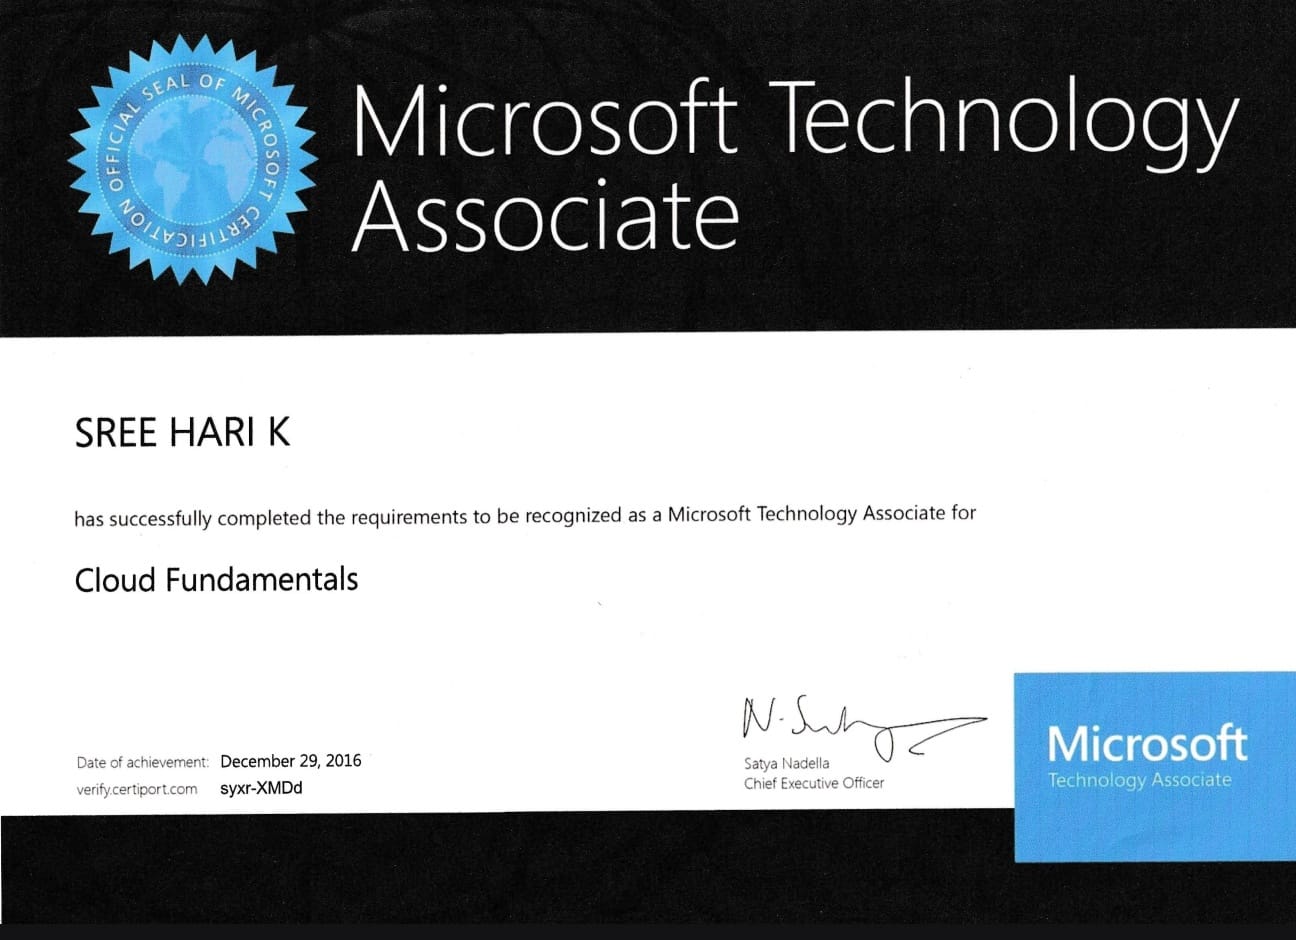 OFFICIAL SEAL OF MICROSOFT CERTIFICATION
Microsoft Technology
Associate
SREE HARI K
has successfully completed the requirements to be recognized as a Microsoft Technology Associate for
Cloud Fundamentals
Date of achievement: December 29, 2016
verify.certiport.com syxr-XMDd
Satya Nadella
Chief Executive Officer
Microsoft
Technology Associate